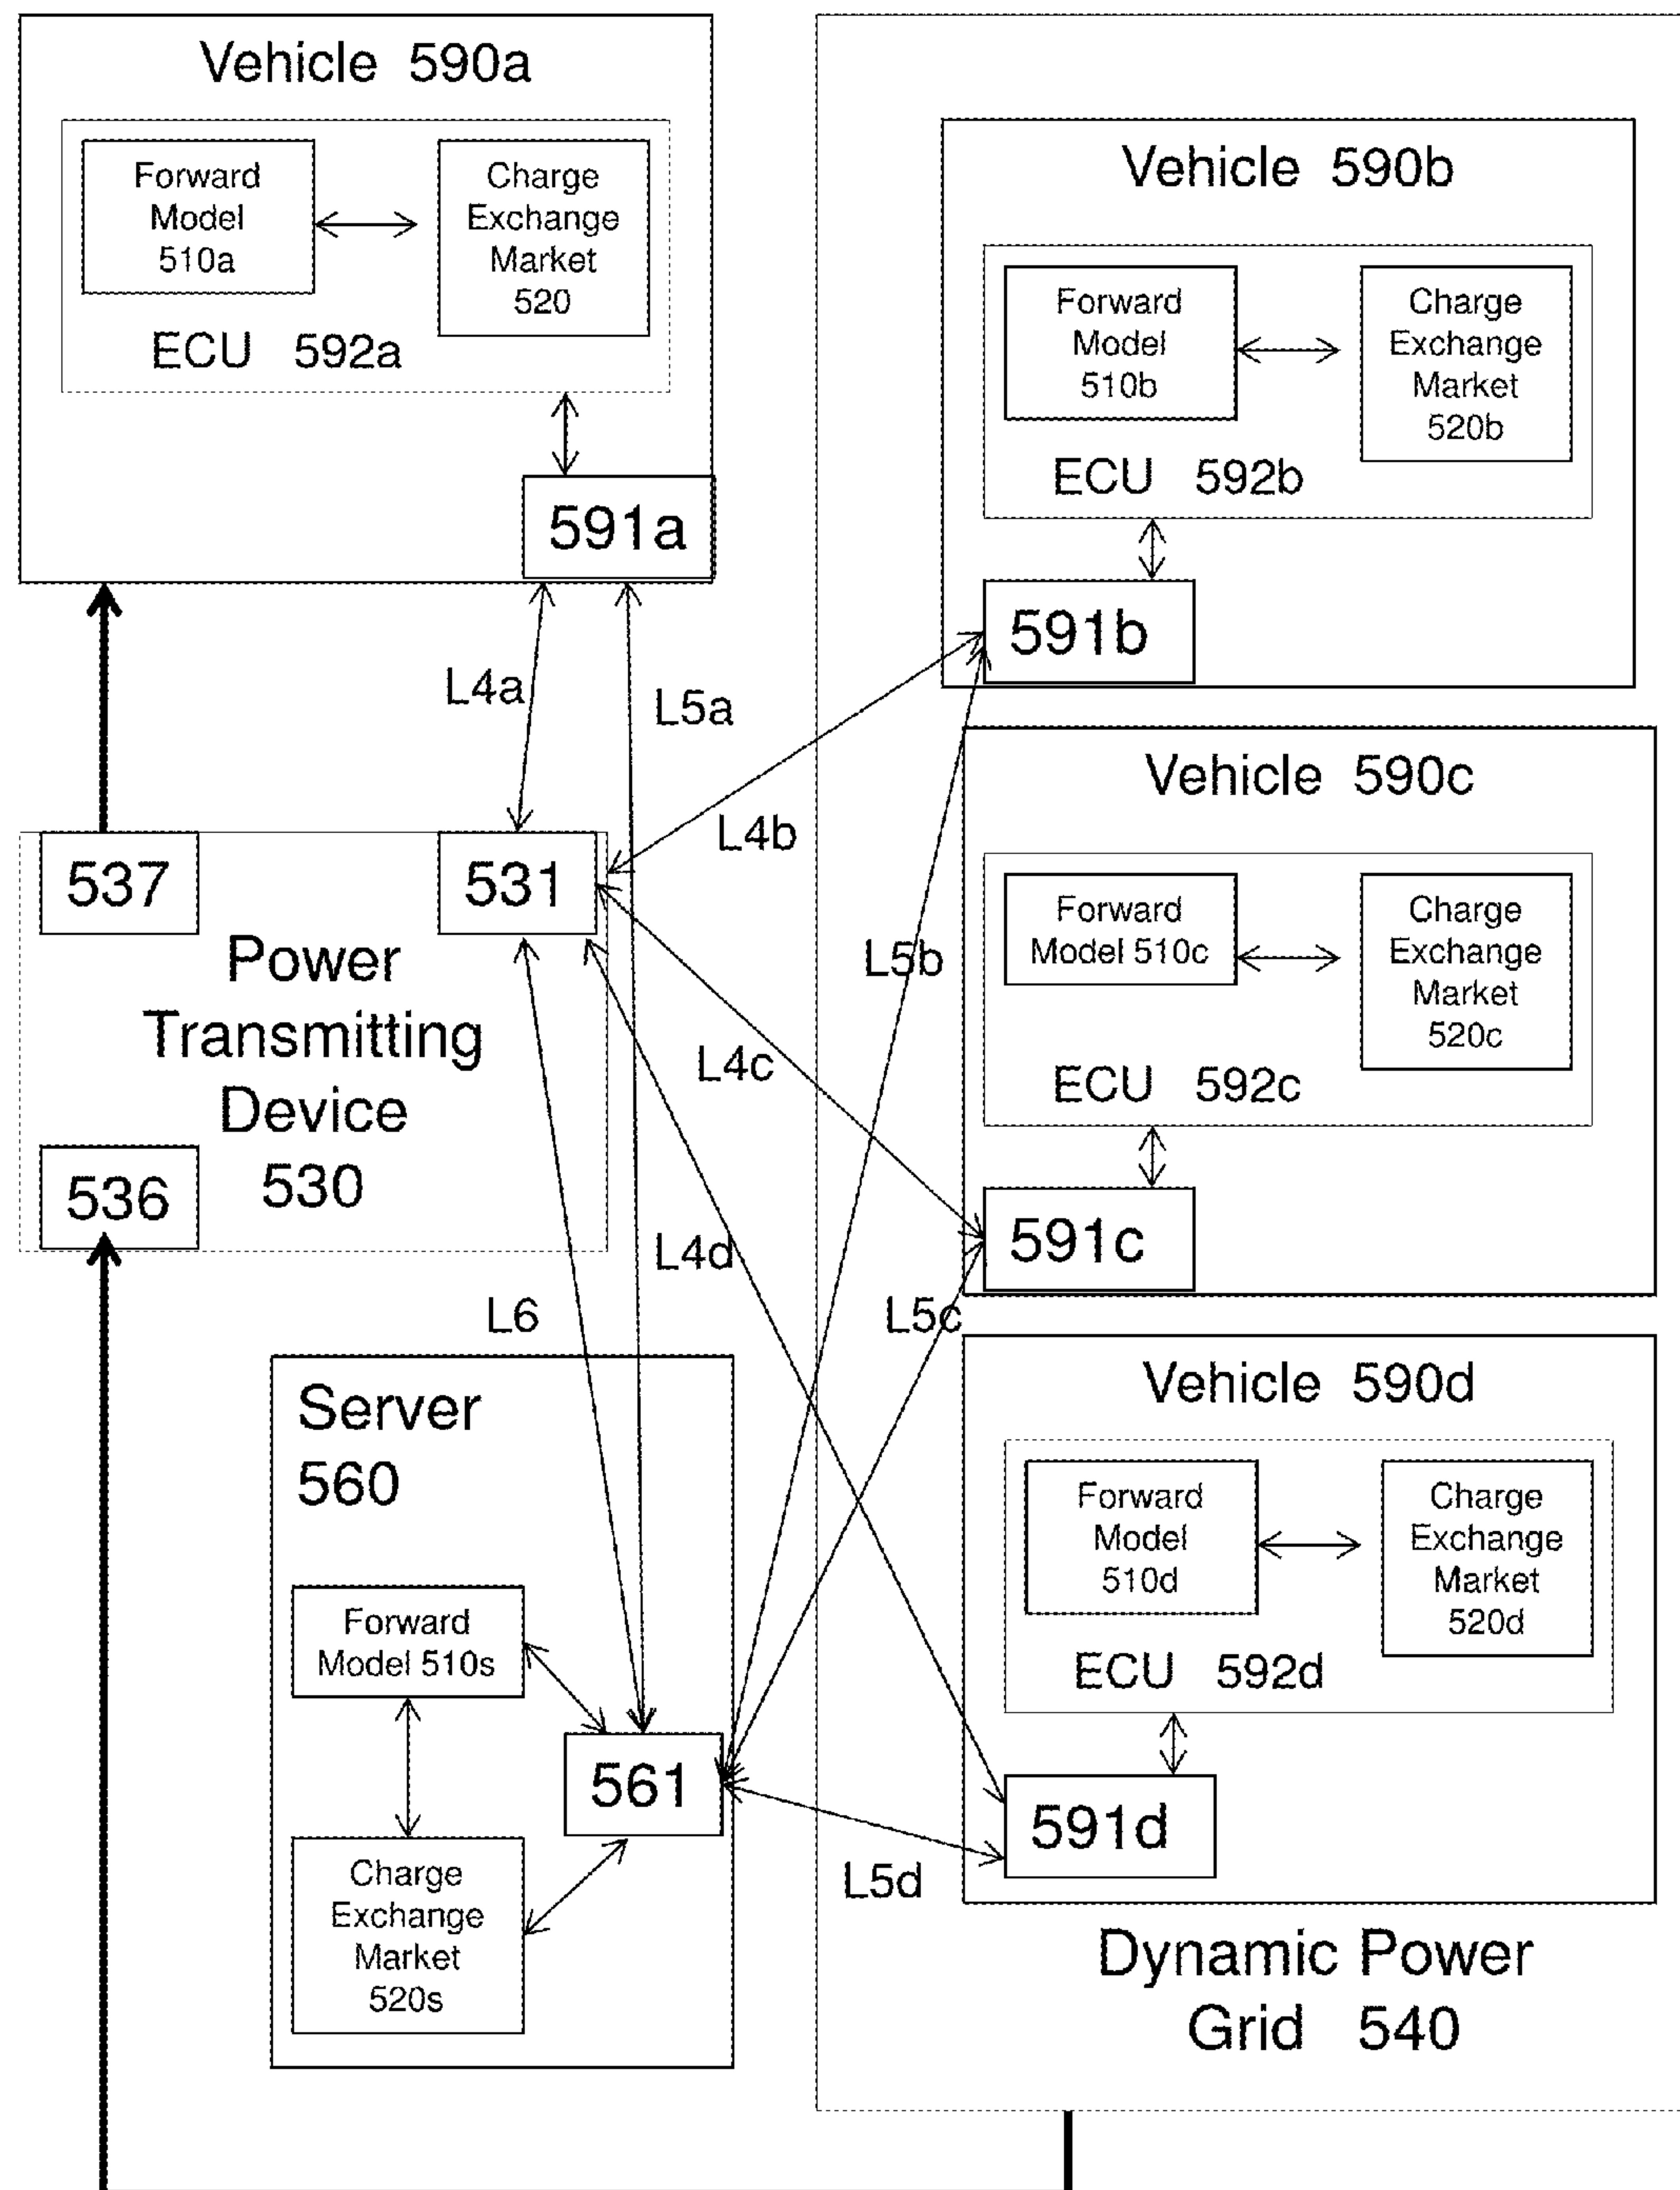 Vehicle 590a
Forward
Model
510a
Charge
Exchange
Market
520
ECU 592a
591a
L4a
L5a
537
531
Power
Transmitting
Device
530
536
L4b
L5b
L4c
L4d
L6
L5c
L5d
Server
560
Forward
Model 510s
561
Charge
Exchange
Market
520s
Vehicle 590b
Forward
Model
510b
Charge
Exchange
Market
520b
ECU 592b
591b
Vehicle 590c
Forward
Model 510c
Charge
Exchange
Market
520c
ECU 592c
591c
Vehicle 590d
Forward
Model
510d
Charge
Exchange
Market
520d
ECU 592d
591d
Dynamic Power
Grid 540